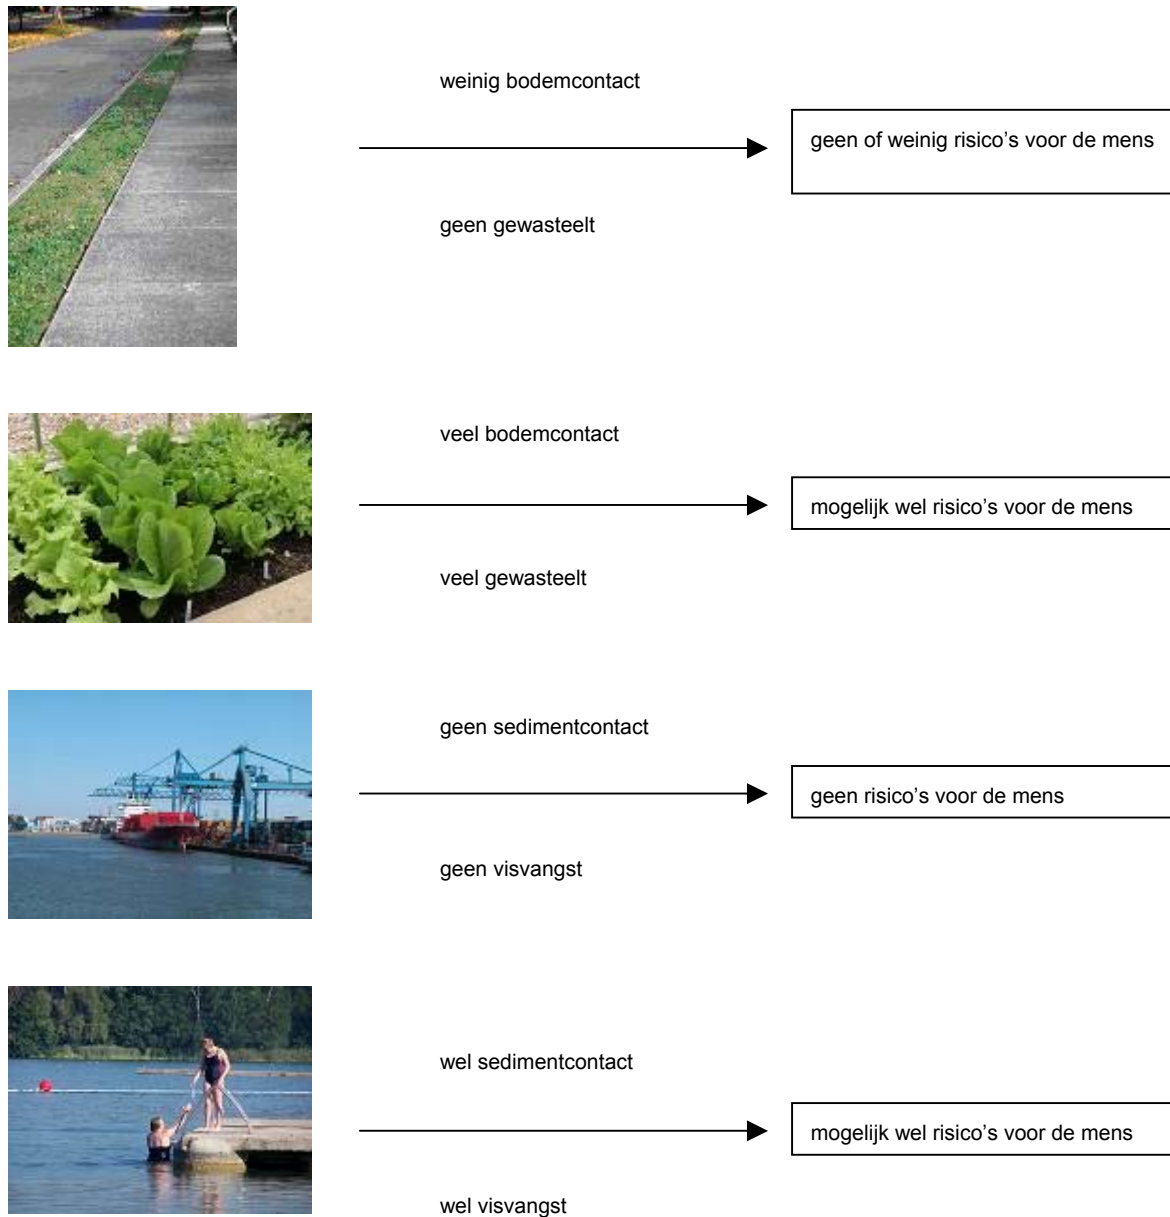 weinig bodemcontact
geen of weinig risico's voor de mens
geen gewasteelt
veel bodemcontact
mogelijk wel risico's voor de mens
veel gewasteelt
geen sedimentcontact
geen risico's voor de mens
geen visvangst
wel sedimentcontact
mogelijk wel risico's voor de mens
wel visvangst